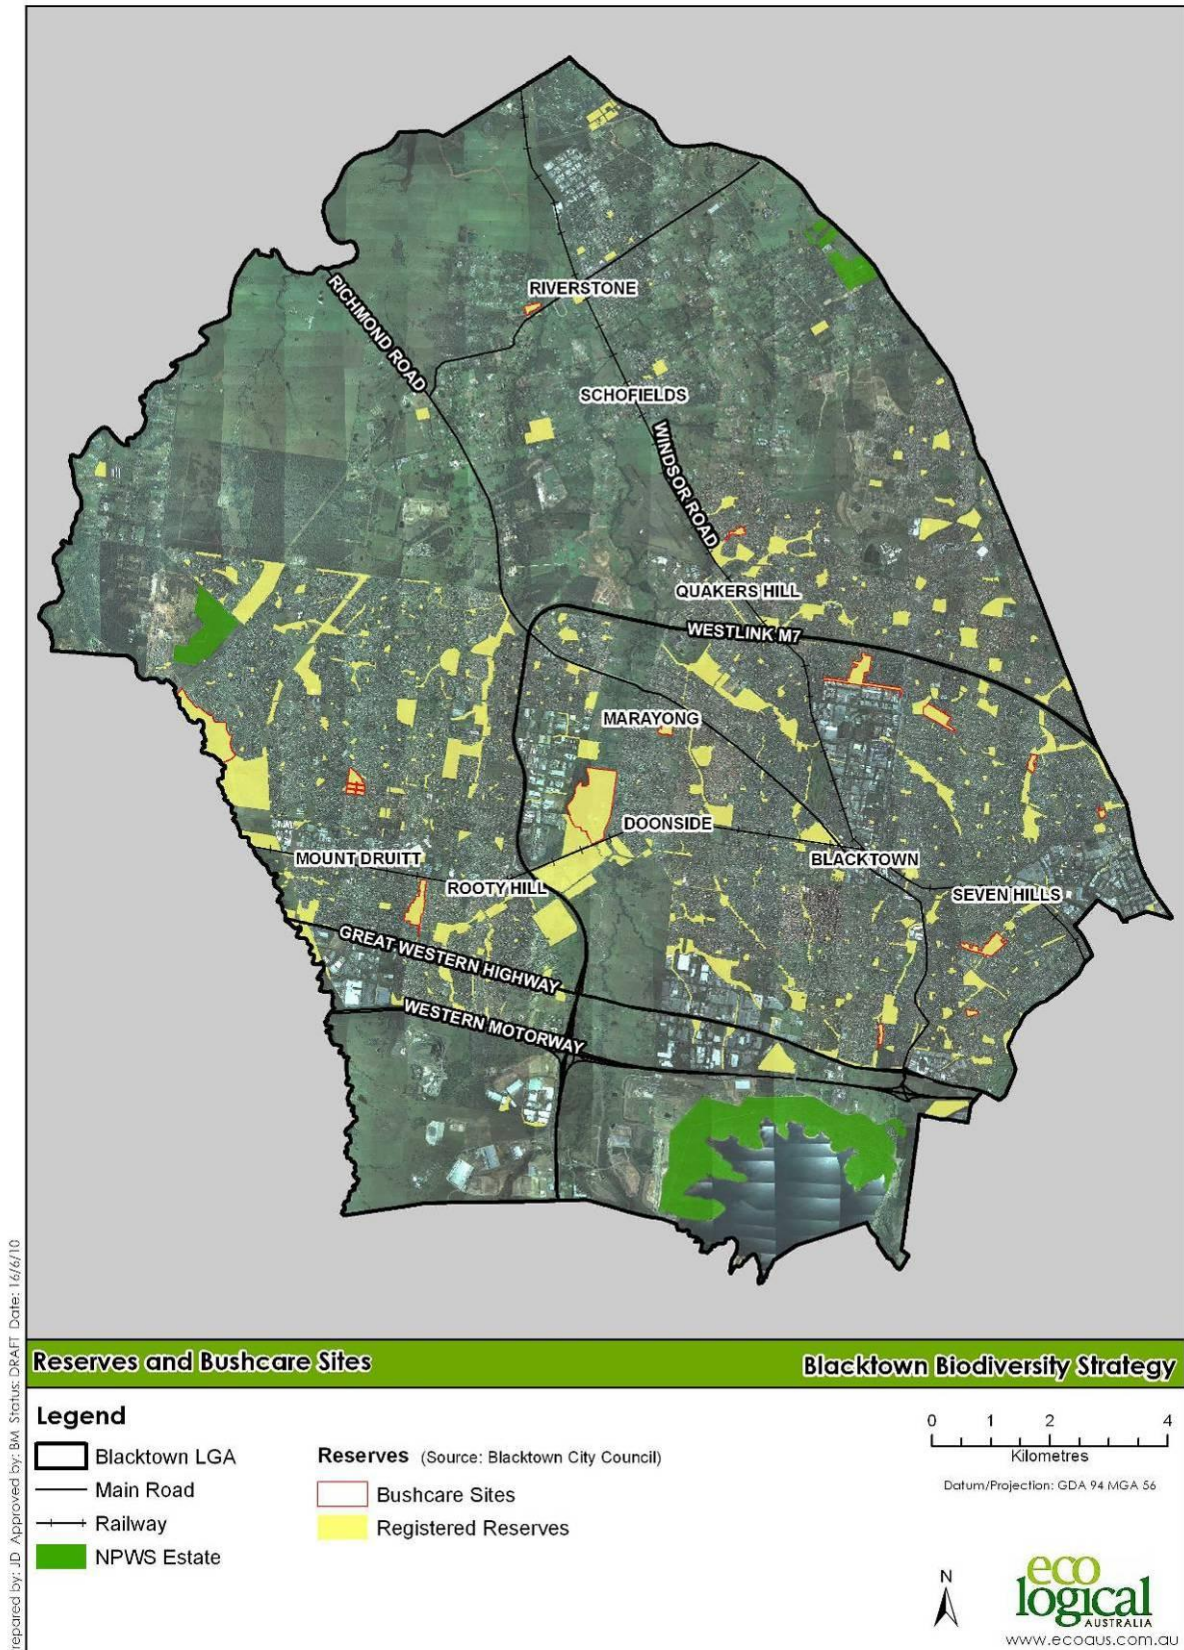 RIVERSTONE
RICHMOND ROAD
SCHOFIELDS
WINDSOR ROAD
QUAKERS HILL
WESTLINK M7
MARAYONG
DOONSIDE
MOUNT DRUITT
BLACKTOWN
ROOTY HILL
SEVEN HILLS
GREAT WESTERN HIGHWAY
WESTERN MOTORWAY
repared by: JD Approved by: BM Status: DRAFT Date: 16/6/10
Reserves and Bushcare Sites
Blacktown Biodiversity Strategy
Legend
Blacktown LGA
Main Road
Railway
NPWS Estate
Reserves (Source: Blacktown City Council)
Bushcare Sites
Registered Reserves
0 1 2 4
Kilometres
Datum/Projection: GDA 94 MGA 56
N
eco
logical
AUSTRALIA
www.ecoaus.com.au